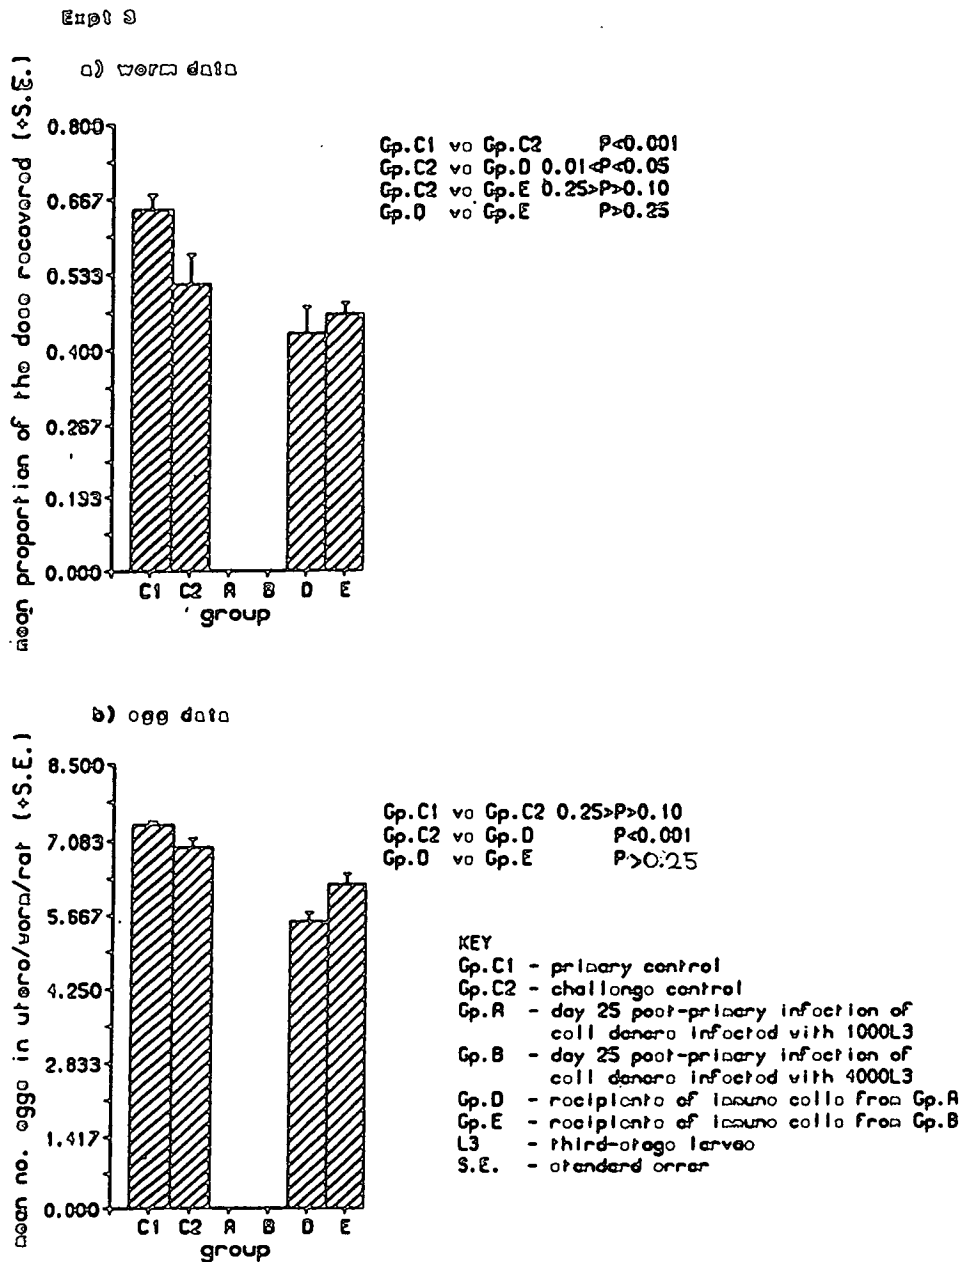 Expt 3
a) worm data
mean proportion of the dose recovered (+S.E.)
0.800
0.667
0.533
0.400
0.267
0.133
0.000
C1 C2 A B D E
group
Gp.C1 vs Gp.C2 P<0.001
Gp.C2 vs Gp.D 0.01<P<0.05
Gp.C2 vs Gp.E 0.25>P>0.10
Gp.D vs Gp.E P>0.25
b) egg data
mean no. eggs in utero/worm/rat (+S.E.)
8.500
7.083
5.667
4.250
2.833
1.417
0.000
C1 C2 A B D E
group
Gp.C1 vs Gp.C2 0.25>P>0.10
Gp.C2 vs Gp.D P<0.001
Gp.D vs Gp.E P>0.25
KEY
Gp.C1 - primary control
Gp.C2 - challenge control
Gp.A - day 25 post-primary infection of
cell donors infected with 1000L3
Gp.B - day 25 post-primary infection of
cell donors infected with 4000L3
Gp.D - recipients of immune cells from Gp.A
Gp.E - recipients of immune cells from Gp.B
L3 - third-stage larvae
S.E. - standard error